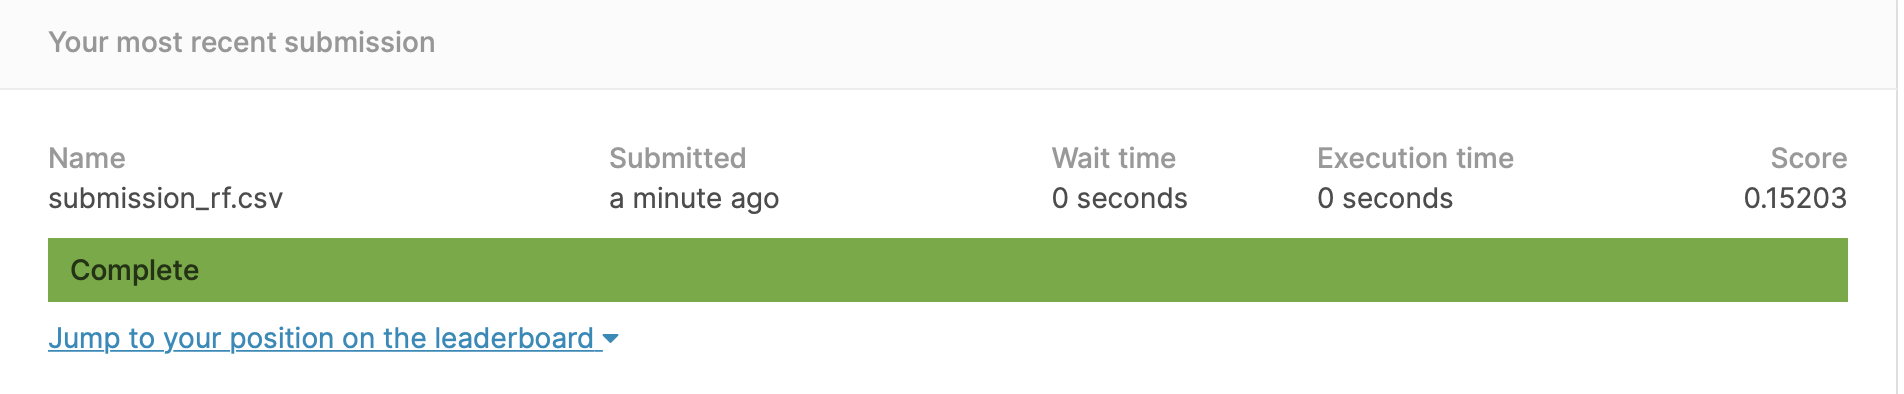 Your most recent submission
Name Submitted Wait time Execution time Score
submission_rf.csv a minute ago 0 seconds 0 seconds 0.15203
Complete
Jump to your position on the leaderboard